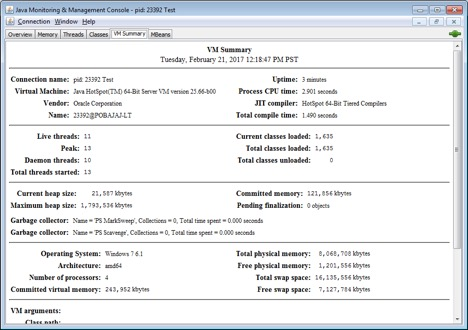 Java Monitoring & Management Console - pid: 23392 Test
Connection Window Help
Overview Memory Threads Classes VM Summary MBeans
VM Summary
Tuesday, February 21, 2017 12:18:47 PM PST
Connection name: pid: 23392 Test Uptime: 3 minutes
Virtual Machine: Java HotSpot(TM) 64-Bit Server VM version 25.66-b00 Process CPU time: 2.901 seconds
Vendor: Oracle Corporation JIT compiler: HotSpot 64-Bit Tiered Compilers
Name: 23392@POBAJAJ-LT Total compile time: 1.490 seconds
Live threads: 11 Current classes loaded: 1,635
Peak: 13 Total classes loaded: 1,635
Daemon threads: 10 Total classes unloaded: 0
Total threads started: 13
Current heap size: 21,587 kbytes Committed memory: 121,856 kbytes
Maximum heap size: 1,793,536 kbytes Pending finalization: 0 objects
Garbage collector: Name = 'PS MarkSweep', Collections = 0, Total time spent = 0.000 seconds
Garbage collector: Name = 'PS Scavenge', Collections = 0, Total time spent = 0.000 seconds
Operating System: Windows 7 6.1 Total physical memory: 8,068,708 kbytes
Architecture: amd64 Free physical memory: 1,201,556 kbytes
Number of processors: 4 Total swap space: 16,135,556 kbytes
Committed virtual memory: 243,952 kbytes Free swap space: 7,127,784 kbytes
VM arguments:
Class path: